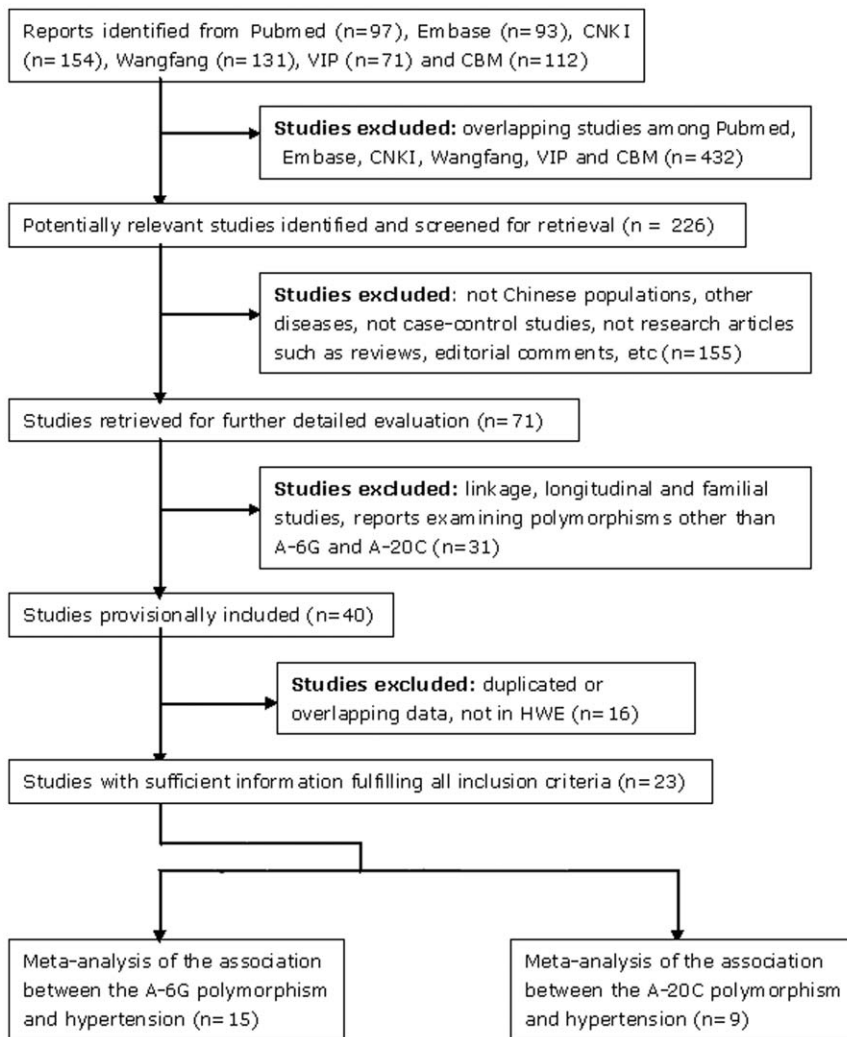 Reports identified from Pubmed (n=97), Embase (n=93), CNKI
(n=154), Wangfang (n=131), VIP (n=71) and CBM (n=112)
Studies excluded: overlapping studies among Pubmed,
Embase, CNKI, Wangfang, VIP and CBM (n=432)
Potentially relevant studies identified and screened for retrieval (n = 226)
Studies excluded: not Chinese populations, other
diseases, not case-control studies, not research articles
such as reviews, editorial comments, etc (n=155)
Studies retrieved for further detailed evaluation (n=71)
Studies excluded: linkage, longitudinal and familial
studies, reports examining polymorphisms other than
A-6G and A-20C (n=31)
Studies provisionally included (n=40)
Studies excluded: duplicated or
overlapping data, not in HWE (n=16)
Studies with sufficient information fulfilling all inclusion criteria (n=23)
Meta-analysis of the association
between the A-6G polymorphism
and hypertension (n=15)
Meta-analysis of the association
between the A-20C polymorphism
and hypertension (n=9)